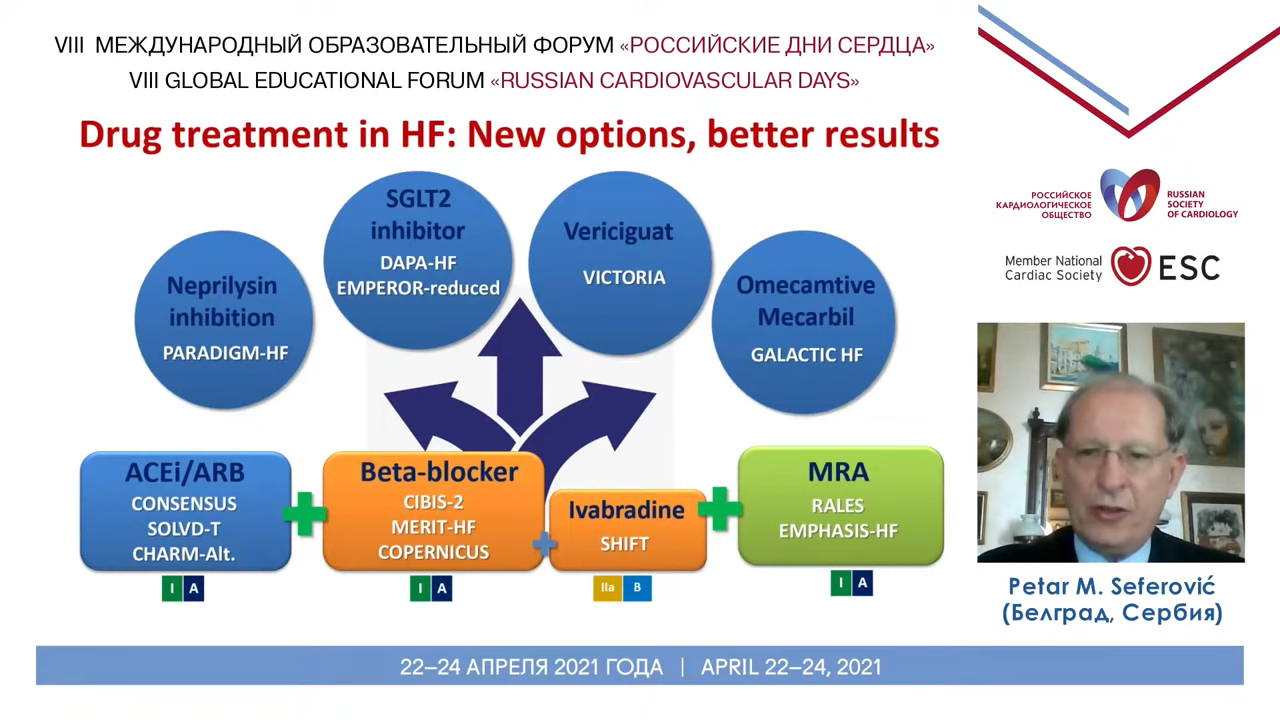 VIII МЕЖДУНАРОДНЫЙ ОБРАЗОВАТЕЛЬНЫЙ ФОРУМ «РОССИЙСКИЕ ДНИ СЕРДЦА»
VIII GLOBAL EDUCATIONAL FORUM «RUSSIAN CARDIOVASCULAR DAYS»
Drug treatment in HF: New options, better results
Neprilysin
inhibition
PARADIGM-HF
SGLT2
inhibitor
DAPA-HF
EMPEROR-reduced
Vericiguat
VICTORIA
Omecamtive
Mecarbil
GALACTIC HF
ACEi/ARB
CONSENSUS
SOLVD-T
CHARM-Alt.
I A
Beta-blocker
CIBIS-2
MERIT-HF
COPERNICUS
I A
Ivabradine
SHIFT
IIa B
MRA
RALES
EMPHASIS-HF
I A
РОССИЙСКОЕ
КАРДИОЛОГИЧЕСКОЕ
ОБЩЕСТВО
RUSSIAN
SOCIETY
OF CARDIOLOGY
Member National
Cardiac Society
ESC
Petar M. Seferović
(Белград, Сербия)
22–24 АПРЕЛЯ 2021 ГОДА | APRIL 22–24, 2021